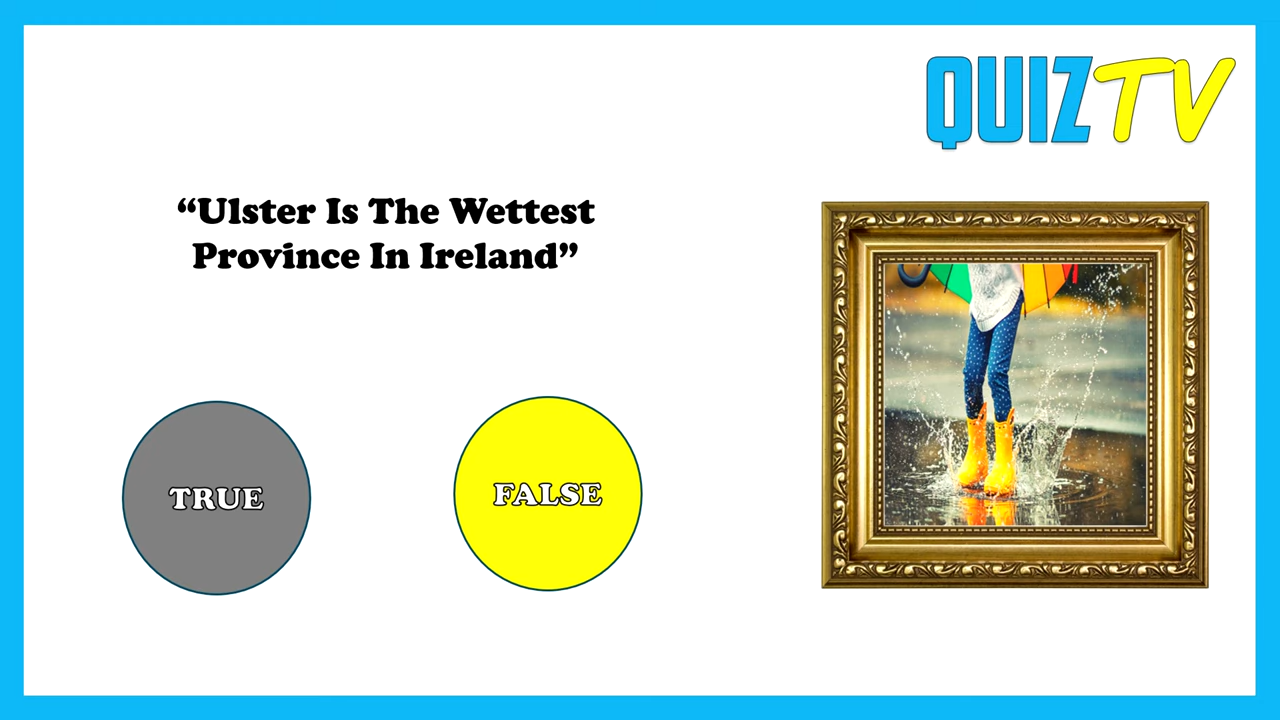 QUIZTV
“Ulster Is The Wettest
Province In Ireland”
TRUE
FALSE